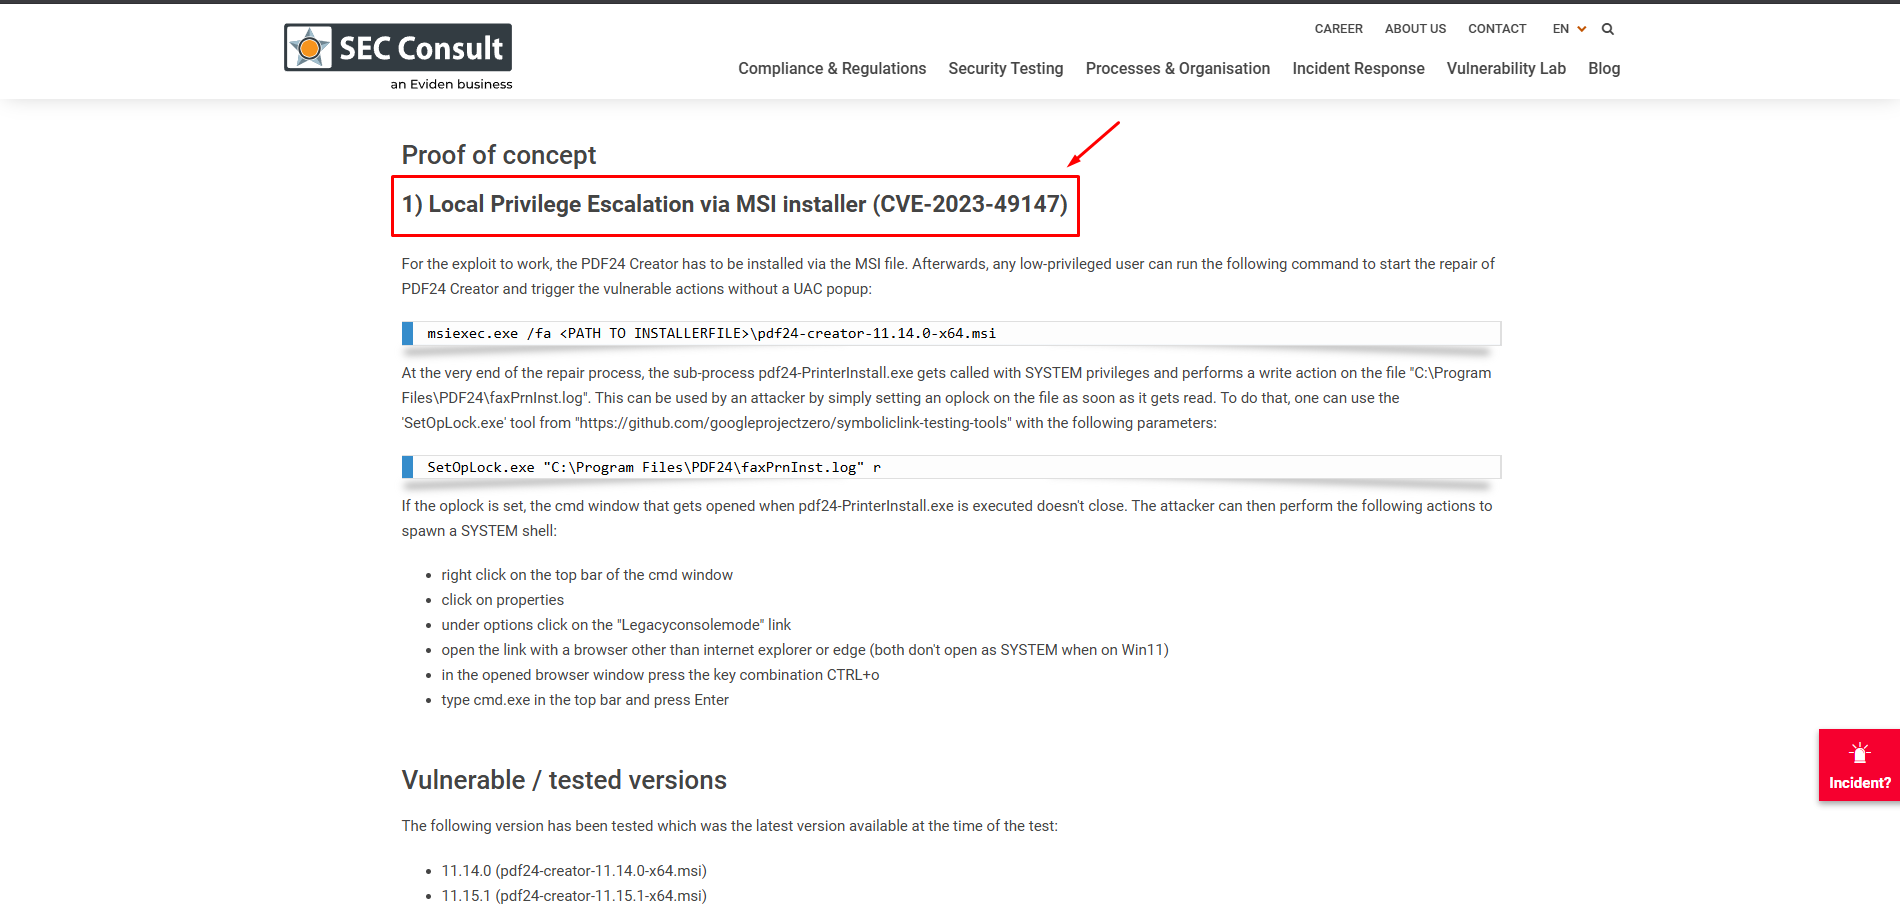 CAREER ABOUT US CONTACT EN
SEC Consult
an Eviden business
Compliance & Regulations Security Testing Processes & Organisation Incident Response Vulnerability Lab Blog
Proof of concept
1) Local Privilege Escalation via MSI installer (CVE-2023-49147)
For the exploit to work, the PDF24 Creator has to be installed via the MSI file. Afterwards, any low-privileged user can run the following command to start the repair of
PDF24 Creator and trigger the vulnerable actions without a UAC popup:
msiexec.exe /fa <PATH TO INSTALLERFILE>\pdf24-creator-11.14.0-x64.msi
At the very end of the repair process, the sub-process pdf24-PrinterInstall.exe gets called with SYSTEM privileges and performs a write action on the file "C:\Program
Files\PDF24\faxPrnInst.log". This can be used by an attacker by simply setting an oplock on the file as soon as it gets read. To do that, one can use the
'SetOpLock.exe' tool from "https://github.com/googleprojectzero/symboliclink-testing-tools" with the following parameters:
SetOpLock.exe "C:\Program Files\PDF24\faxPrnInst.log" r
If the oplock is set, the cmd window that gets opened when pdf24-PrinterInstall.exe is executed doesn't close. The attacker can then perform the following actions to
spawn a SYSTEM shell:
• right click on the top bar of the cmd window
• click on properties
• under options click on the "Legacyconsolemode" link
• open the link with a browser other than internet explorer or edge (both don't open as SYSTEM when on Win11)
• in the opened browser window press the key combination CTRL+o
• type cmd.exe in the top bar and press Enter
Incident?
Vulnerable / tested versions
The following version has been tested which was the latest version available at the time of the test:
• 11.14.0 (pdf24-creator-11.14.0-x64.msi)
• 11.15.1 (pdf24-creator-11.15.1-x64.msi)